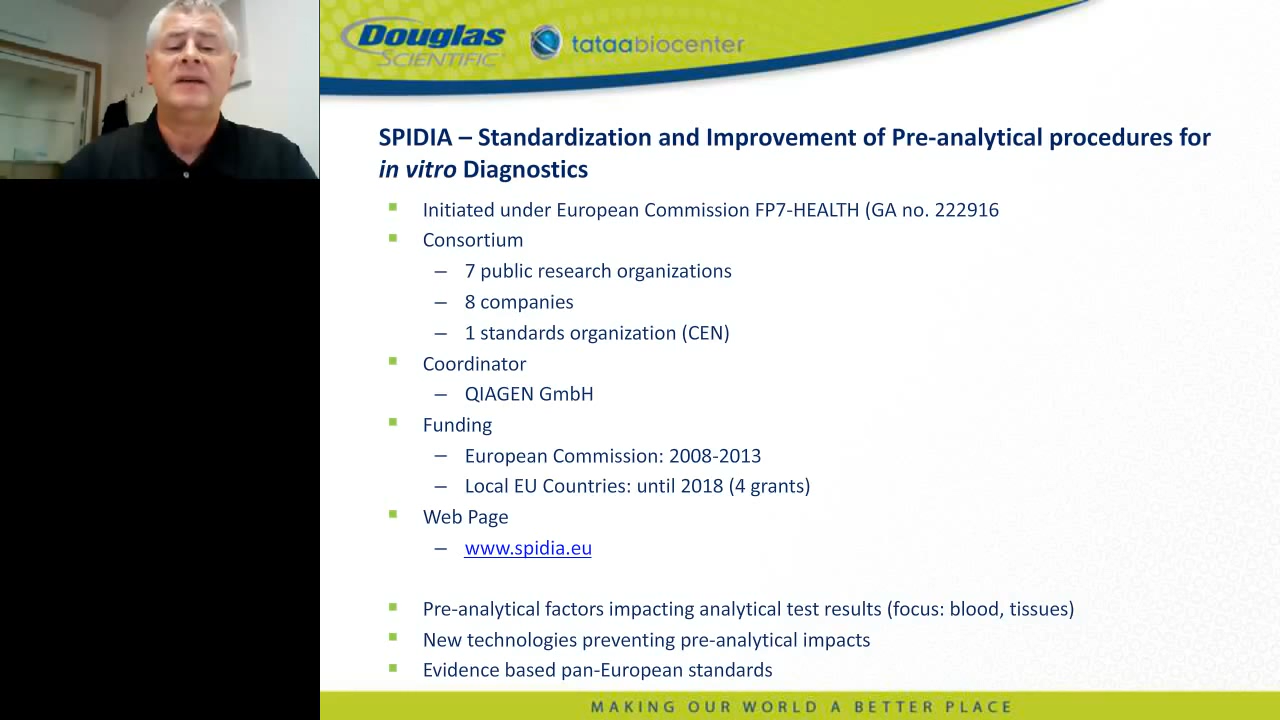 Douglas
SCIENTIFIC
tataabiocenter
SPIDIA – Standardization and Improvement of Pre-analytical procedures for
in vitro Diagnostics
Initiated under European Commission FP7-HEALTH (GA no. 222916
Consortium
– 7 public research organizations
– 8 companies
– 1 standards organization (CEN)
Coordinator
– QIAGEN GmbH
Funding
– European Commission: 2008-2013
– Local EU Countries: until 2018 (4 grants)
Web Page
– www.spidia.eu
Pre-analytical factors impacting analytical test results (focus: blood, tissues)
New technologies preventing pre-analytical impacts
Evidence based pan-European standards
MAKING OUR WORLD A BETTER PLACE